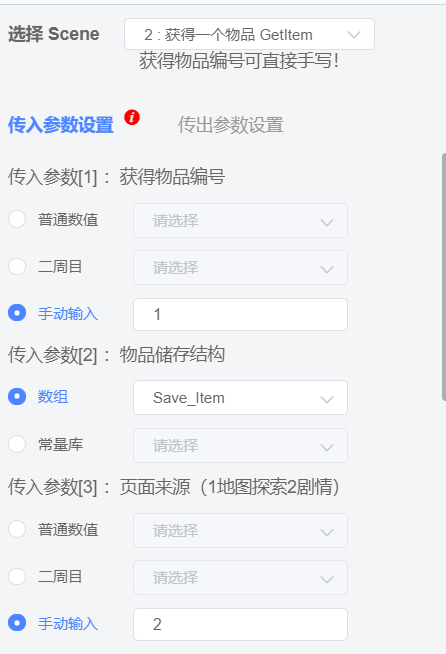 选择 Scene 2 : 获得一个物品 GetItem
获得物品编号可直接手写！
传入参数设置 i 传出参数设置
传入参数[1]： 获得物品编号
普通数值 请选择
二周目 请选择
手动输入 1
传入参数[2]： 物品储存结构
数组 Save_Item
常量库 请选择
传入参数[3]： 页面来源（1地图探索2剧情）
普通数值 请选择
二周目 请选择
手动输入 2